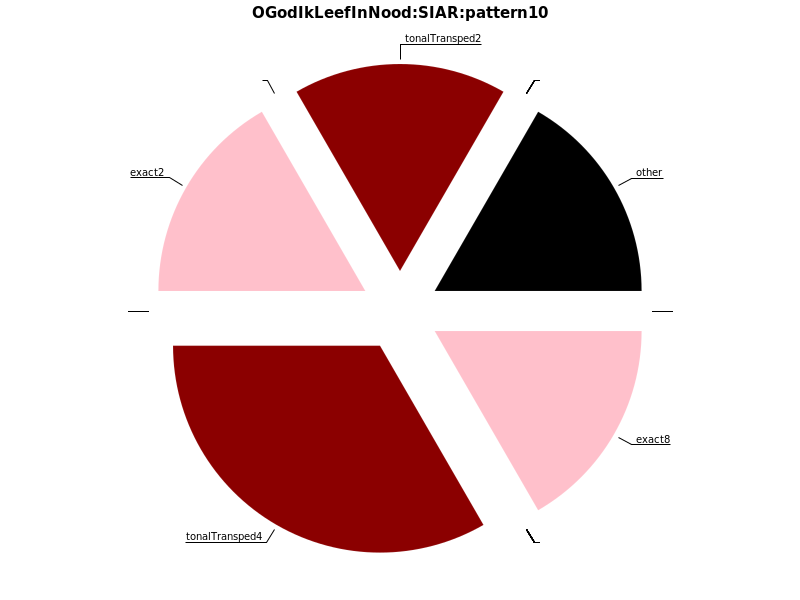 OGodIkLeefInNood:SIAR:pattern10
tonalTransped2
exact2
other
exact8
tonalTransped4